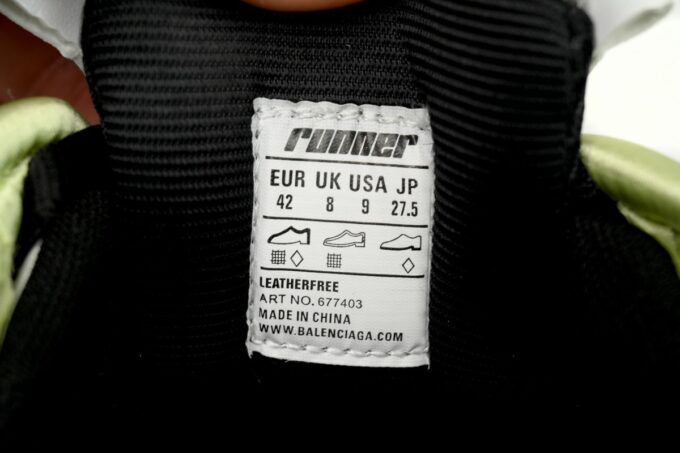 runner
EUR UK USA JP
42 8 9 27.5
LEATHERFREE
ART NO. 677403
MADE IN CHINA
WWW.BALENCIAGA.COM